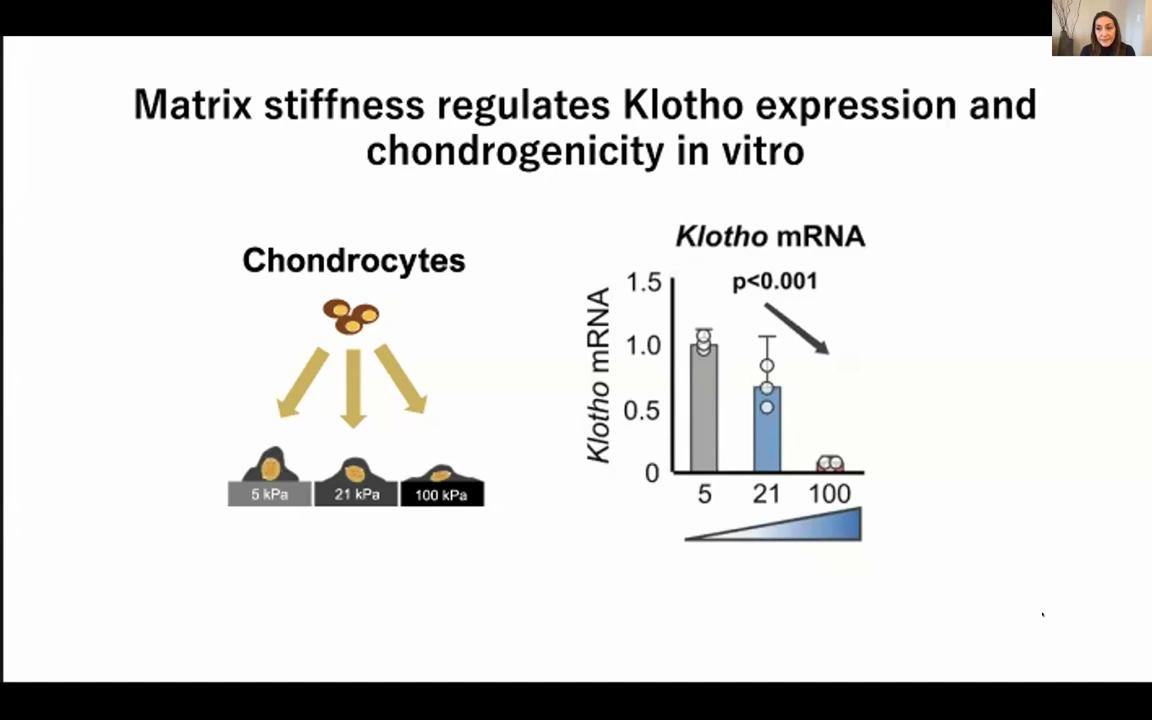 Matrix stiffness regulates Klotho expression and
chondrogenicity in vitro
Chondrocytes
5 kPa
21 kPa
100 kPa
Klotho mRNA
p<0.001
Klotho mRNA
1.5
1.0
0.5
0
5 21 100